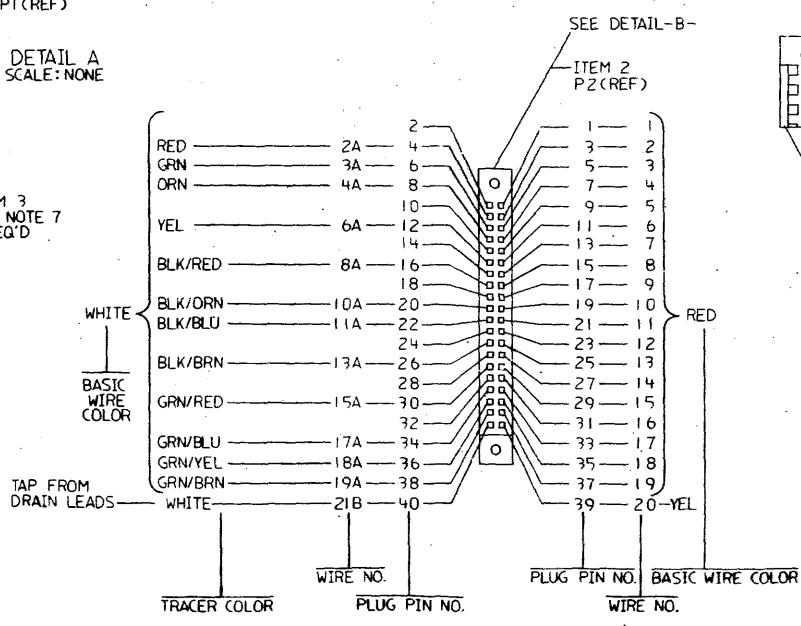 P1(REF)
DETAIL A
SCALE: NONE
SEE DETAIL-B-
ITEM 2
P2(REF)
3
NOTE 7
2 1 1
RED 2A 4 3 2
GRN 3A 6 5 3
ORN 4A 8 7 4
10 9 5
YEL 6A 12 11 6
14 13 7
BLK/RED 8A 16 15 8
18 17 9
BLK/ORN 10A 20 19 10
WHITE RED
BLK/BLU 11A 22 21 11
24 23 12
BLK/BRN 13A 26 25 13
28 27 14
BASIC
WIRE
COLOR
GRN/RED 15A 30 29 15
32 31 16
GRN/BLU 17A 34 33 17
GRN/YEL 18A 36 35 18
GRN/BRN 19A 38 37 19
TAP FROM
DRAIN LEADS WHITE 21B 40 39 20-YEL
WIRE NO. PLUG PIN NO. BASIC WIRE COLOR
TRACER COLOR PLUG PIN NO. WIRE NO.